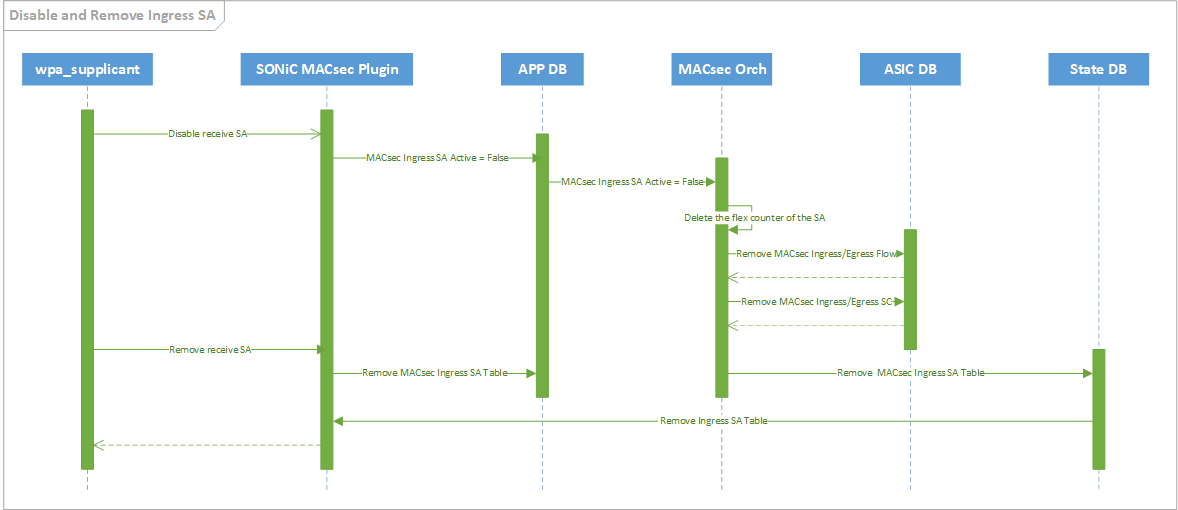 Disable and Remove Ingress SA
wpa_supplicant
SONiC MACsec Plugin
APP DB
MACsec Orch
ASIC DB
State DB
Disable receive SA
MACsec Ingress SA Active = False
MACsec Ingress SA Active = False
Delete the flex counter of the SA
Remove MACsec Ingress/Egress Flow
Remove MACsec Ingress/Egress SC
Remove receive SA
Remove MACsec Ingress SA Table
Remove MACsec Ingress SA Table
Remove Ingress SA Table